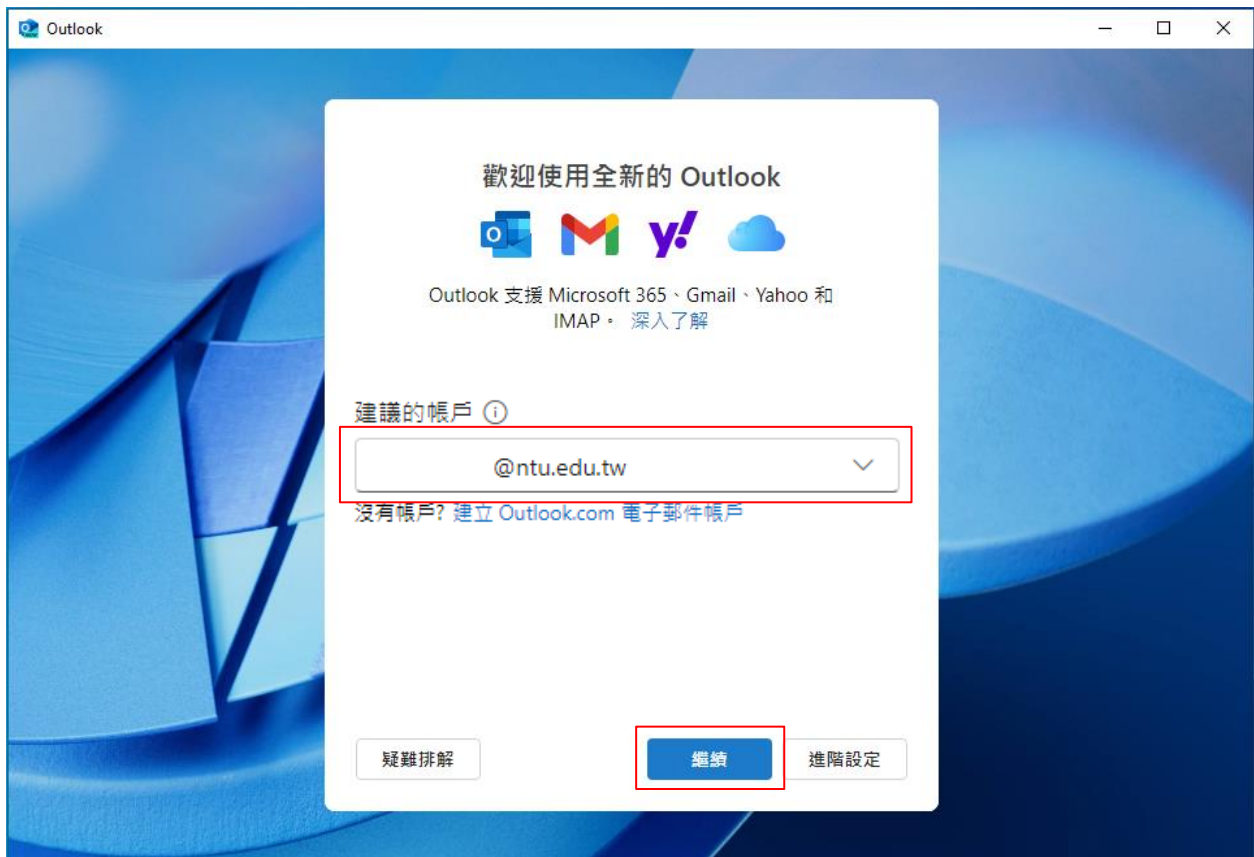 Outlook
歡迎使用全新的 Outlook
Outlook 支援 Microsoft 365、Gmail、Yahoo 和
IMAP。 深入了解
建議的帳戶
@ntu.edu.tw
沒有帳戶? 建立 Outlook.com 電子郵件帳戶
疑難排解 繼續 進階設定